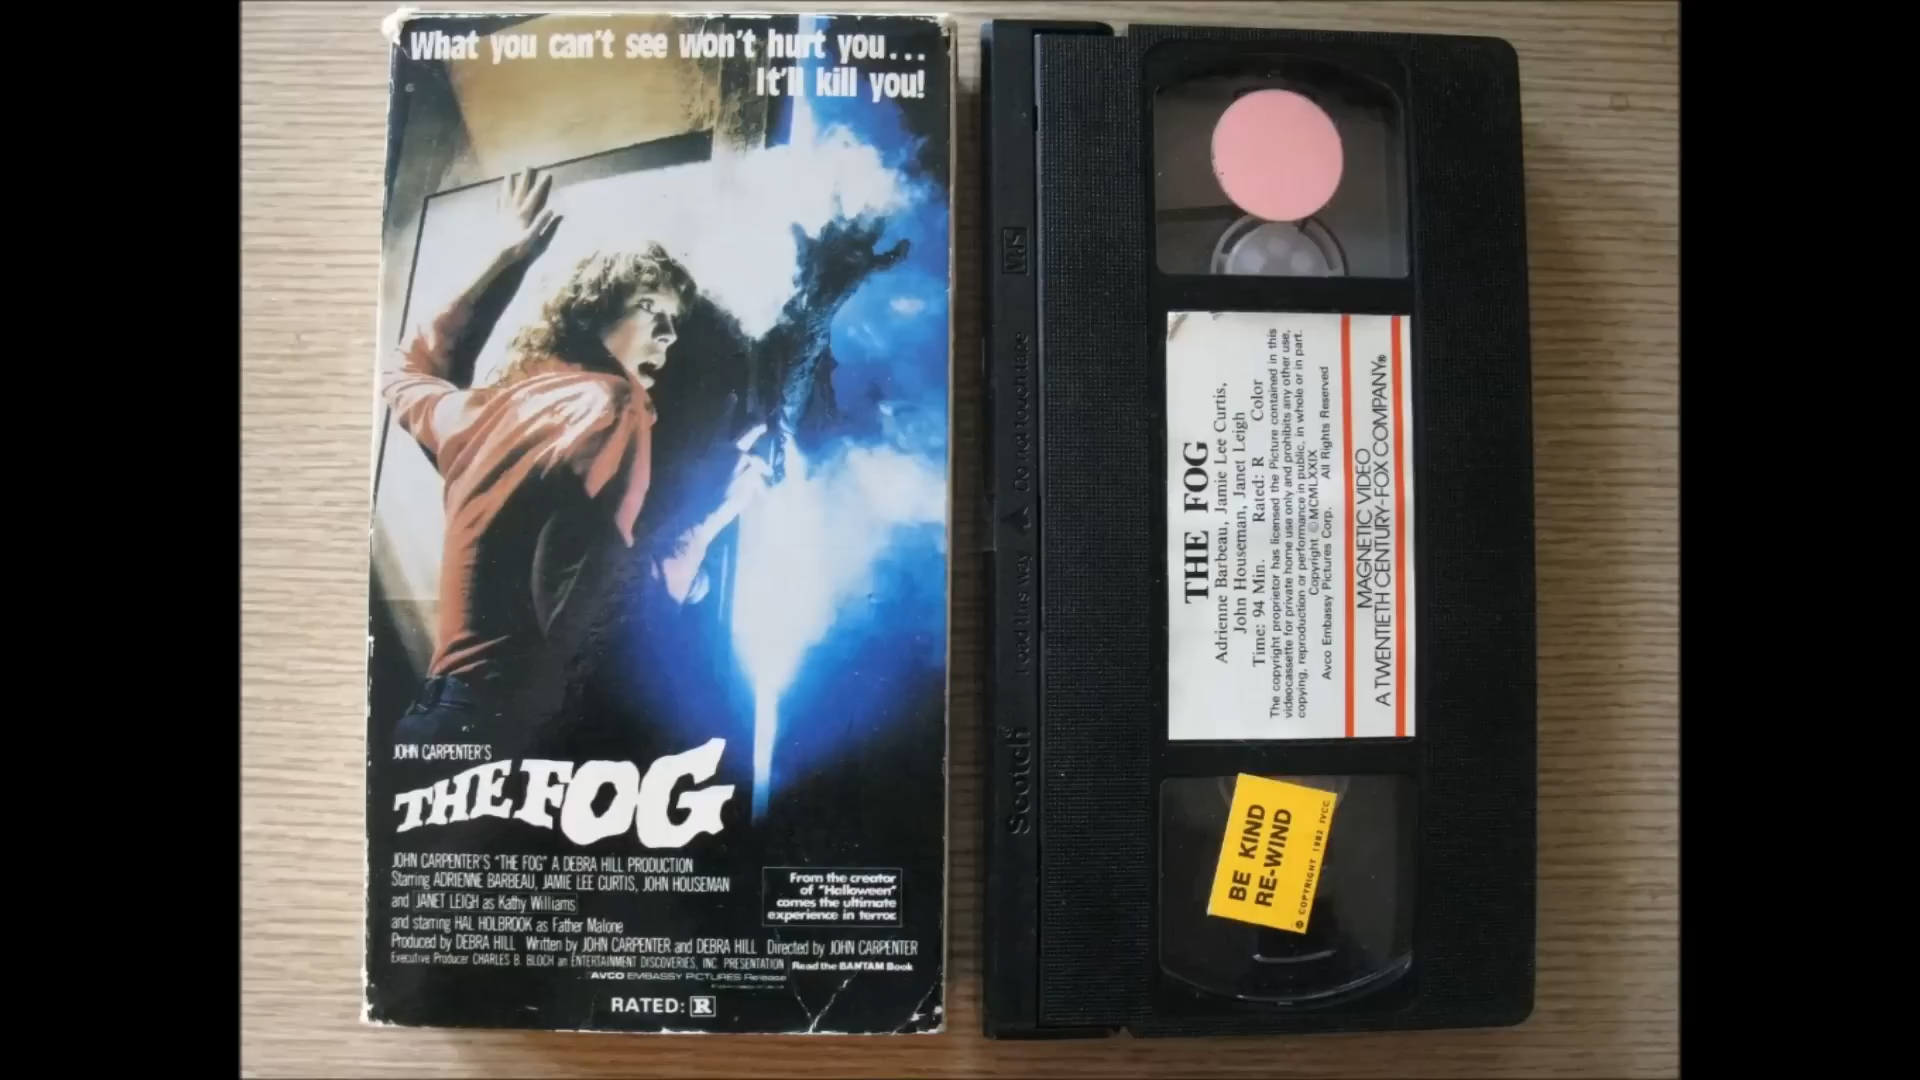 What you can't see won't hurt you...
It'll kill you!
JOHN CARPENTER'S
THE FOG
JOHN CARPENTER'S "THE FOG" A DEBRA HILL PRODUCTION
Starring ADRIENNE BARBEAU, JAMIE LEE CURTIS, JOHN HOUSEMAN
and JANET LEIGH as Kathy Williams
and starring HAL HOLBROOK as Father Malone
Produced by DEBRA HILL Written by JOHN CARPENTER and DEBRA HILL Directed by JOHN CARPENTER
Executive Producer CHARLES B. BLOCH an ENTERTAINMENT DISCOVERIES, INC. PRESENTATION
Read the BANTAM Book
AVCO EMBASSY PICTURES Release
RATED: R
From the creator
of "Halloween"
comes the ultimate
experience in terror.
VHS
Do not touch tape
Load this way
Scotch
THE FOG
Adrienne Barbeau, Jamie Lee Curtis,
John Houseman, Janet Leigh
Time: 94 Min. Rated: R Color
The copyright proprietor has licensed the Picture contained in this
videocassette for private home use only and prohibits any other use,
copying, reproduction or performance in public, in whole or in part.
Copyright © MCMLXXIX
Avco Embassy Pictures Corp. All Rights Reserved
MAGNETIC VIDEO
A TWENTIETH CENTURY-FOX COMPANY®
BE KIND
RE-WIND
© COPYRIGHT 1982 IVCC